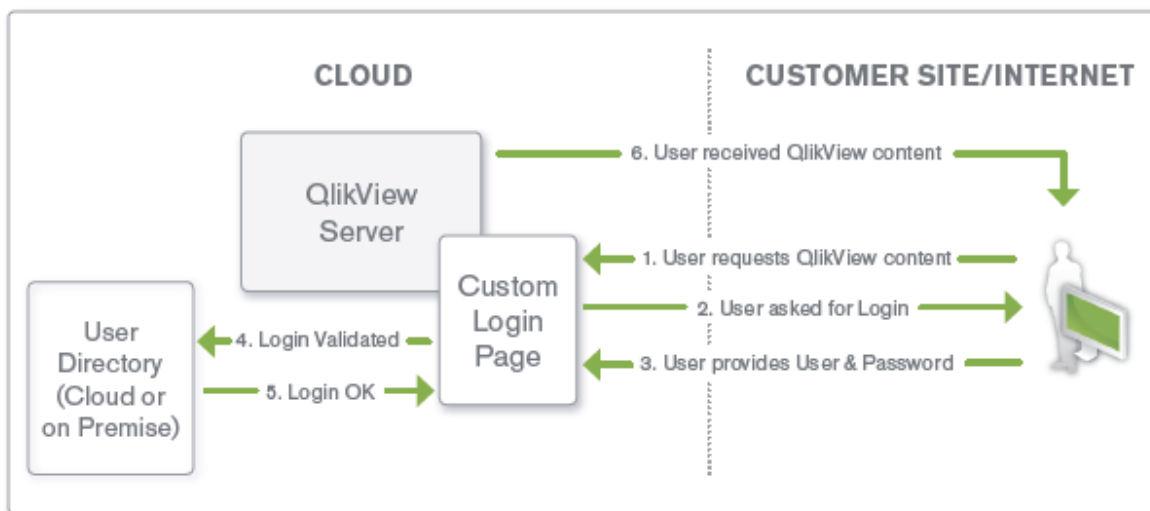 CLOUD
CUSTOMER SITE/INTERNET
6. User received QlikView content
QlikView
Server
1. User requests QlikView content
Custom
Login
Page
2. User asked for Login
User
Directory
(Cloud or
on Premise)
4. Login Validated
3. User provides User & Password
5. Login OK